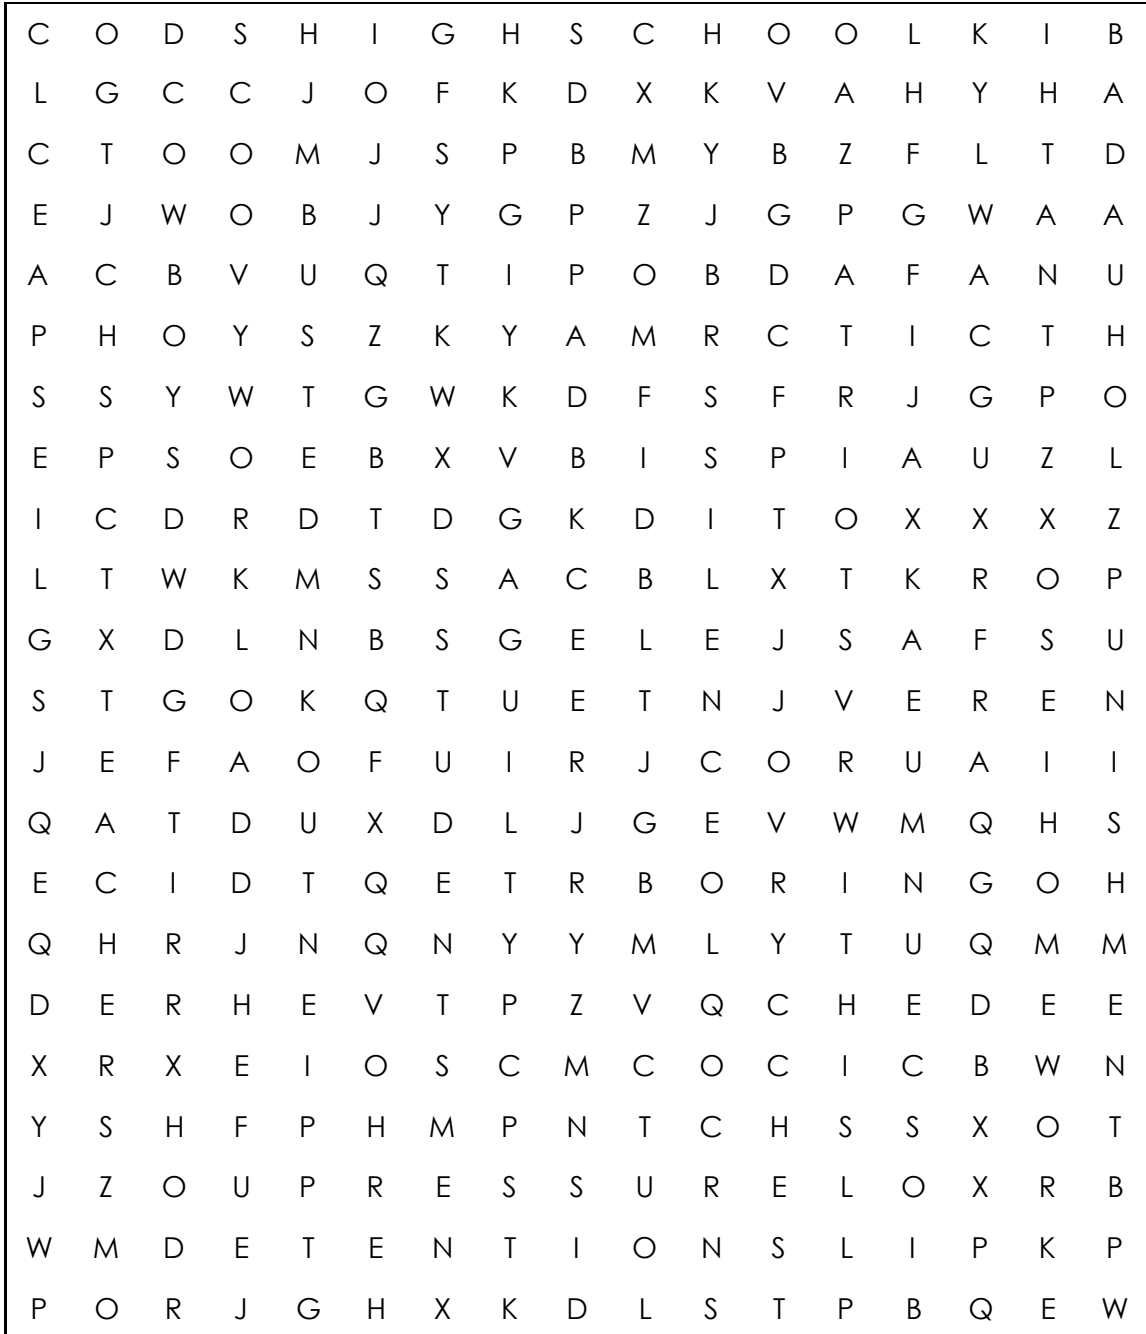 C O D S H I G H S C H O O L K I B
L G C C J O F K D X K V A H Y H A
C T O O M J S P B M Y B Z F L T D
E J W O B J Y G P Z J G P G W A A
A C B V U Q T I P O B D A F A N U
P H O Y S Z K Y A M R C T I C T H
S S Y W T G W K D F S F R J G P O
E P S O E B X V B I S P I A U Z L
I C D R D T D G K D I T O X X X Z
L T W K M S S A C B L X T K R O P
G X D L N B S G E L E J S A F S U
S T G O K Q T U E T N J V E R E N
J E F A O F U I R J C O R U A I I
Q A T D U X D L J G E V W M Q H S
E C I D T Q E T R B O R I N G O H
Q H R J N Q N Y Y M L Y T U Q M M
D E R H E V T P Z V Q C H E D E E
X R X E I O S C M C O C I C B W N
Y S H F P H M P N T C H S S X O T
J Z O U P R E S S U R E L O X R B
W M D E T E N T I O N S L I P K P
P O R J G H X K D L S T P B Q E W